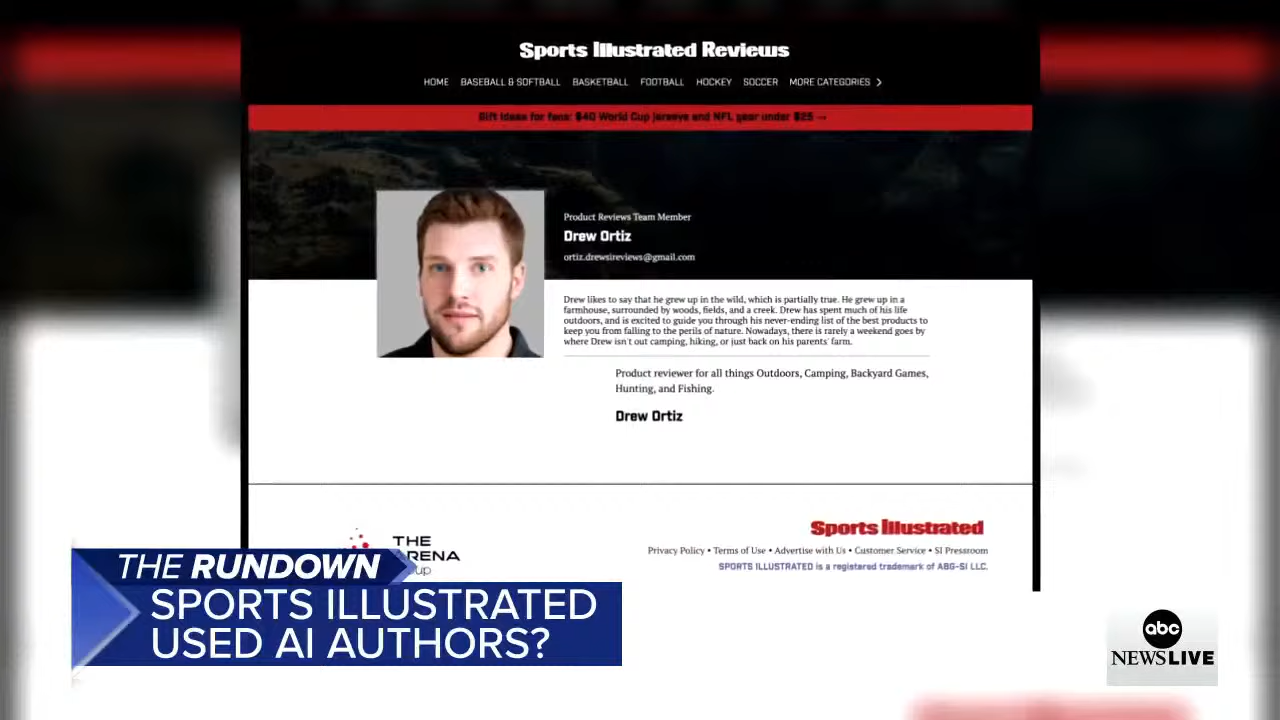 Sports Illustrated Reviews
HOME BASEBALL & SOFTBALL BASKETBALL FOOTBALL HOCKEY SOCCER MORE CATEGORIES
Gift ideas for fans: $40 World Cup jerseys and NFL gear under $25 →
Product Reviews Team Member
Drew Ortiz
ortiz.drewsireviews@gmail.com
Drew likes to say that he grew up in the wild, which is partially true. He grew up in a
farmhouse, surrounded by woods, fields, and a creek. Drew has spent much of his life
outdoors, and is excited to guide you through his never-ending list of the best products to
keep you from falling to the perils of nature. Nowadays, there is rarely a weekend goes by
where Drew isn't out camping, hiking, or just back on his parents' farm.
Product reviewer for all things Outdoors, Camping, Backyard Games,
Hunting, and Fishing.
Drew Ortiz
Sports Illustrated
Privacy Policy • Terms of Use • Advertise with Us • Customer Service • SI Pressroom
SPORTS ILLUSTRATED is a registered trademark of ABG-SI LLC.
THE
THE RUNDOWN
SPORTS ILLUSTRATED
USED AI AUTHORS?
abc
NEWS LIVE